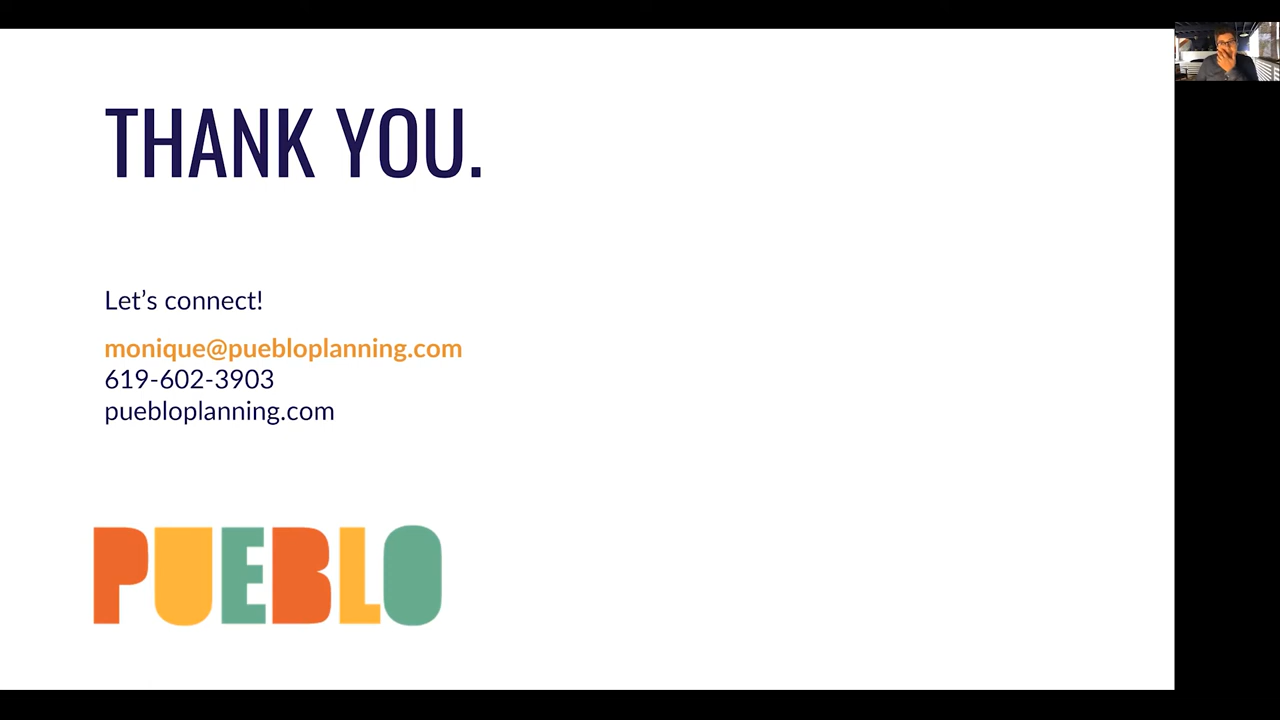 THANK YOU.
Let’s connect!
monique@puebloplanning.com
619-602-3903
puebloplanning.com
PUEBLO